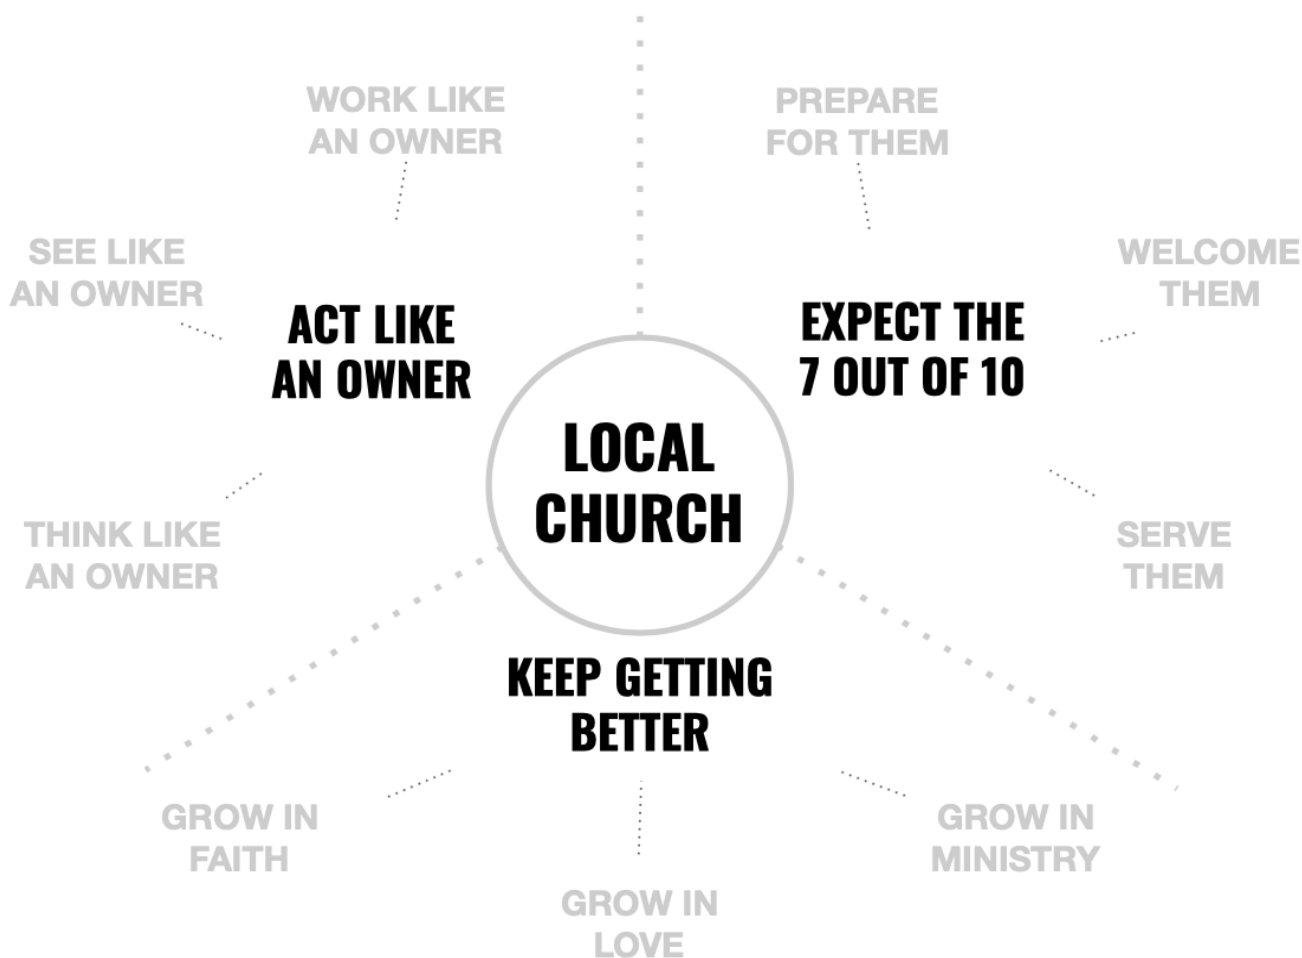 WORK LIKE
AN OWNER
PREPARE
FOR THEM
SEE LIKE
AN OWNER
WELCOME
THEM
ACT LIKE
AN OWNER
EXPECT THE
7 OUT OF 10
LOCAL
CHURCH
THINK LIKE
AN OWNER
SERVE
THEM
KEEP GETTING
BETTER
GROW IN
FAITH
GROW IN
MINISTRY
GROW IN
LOVE